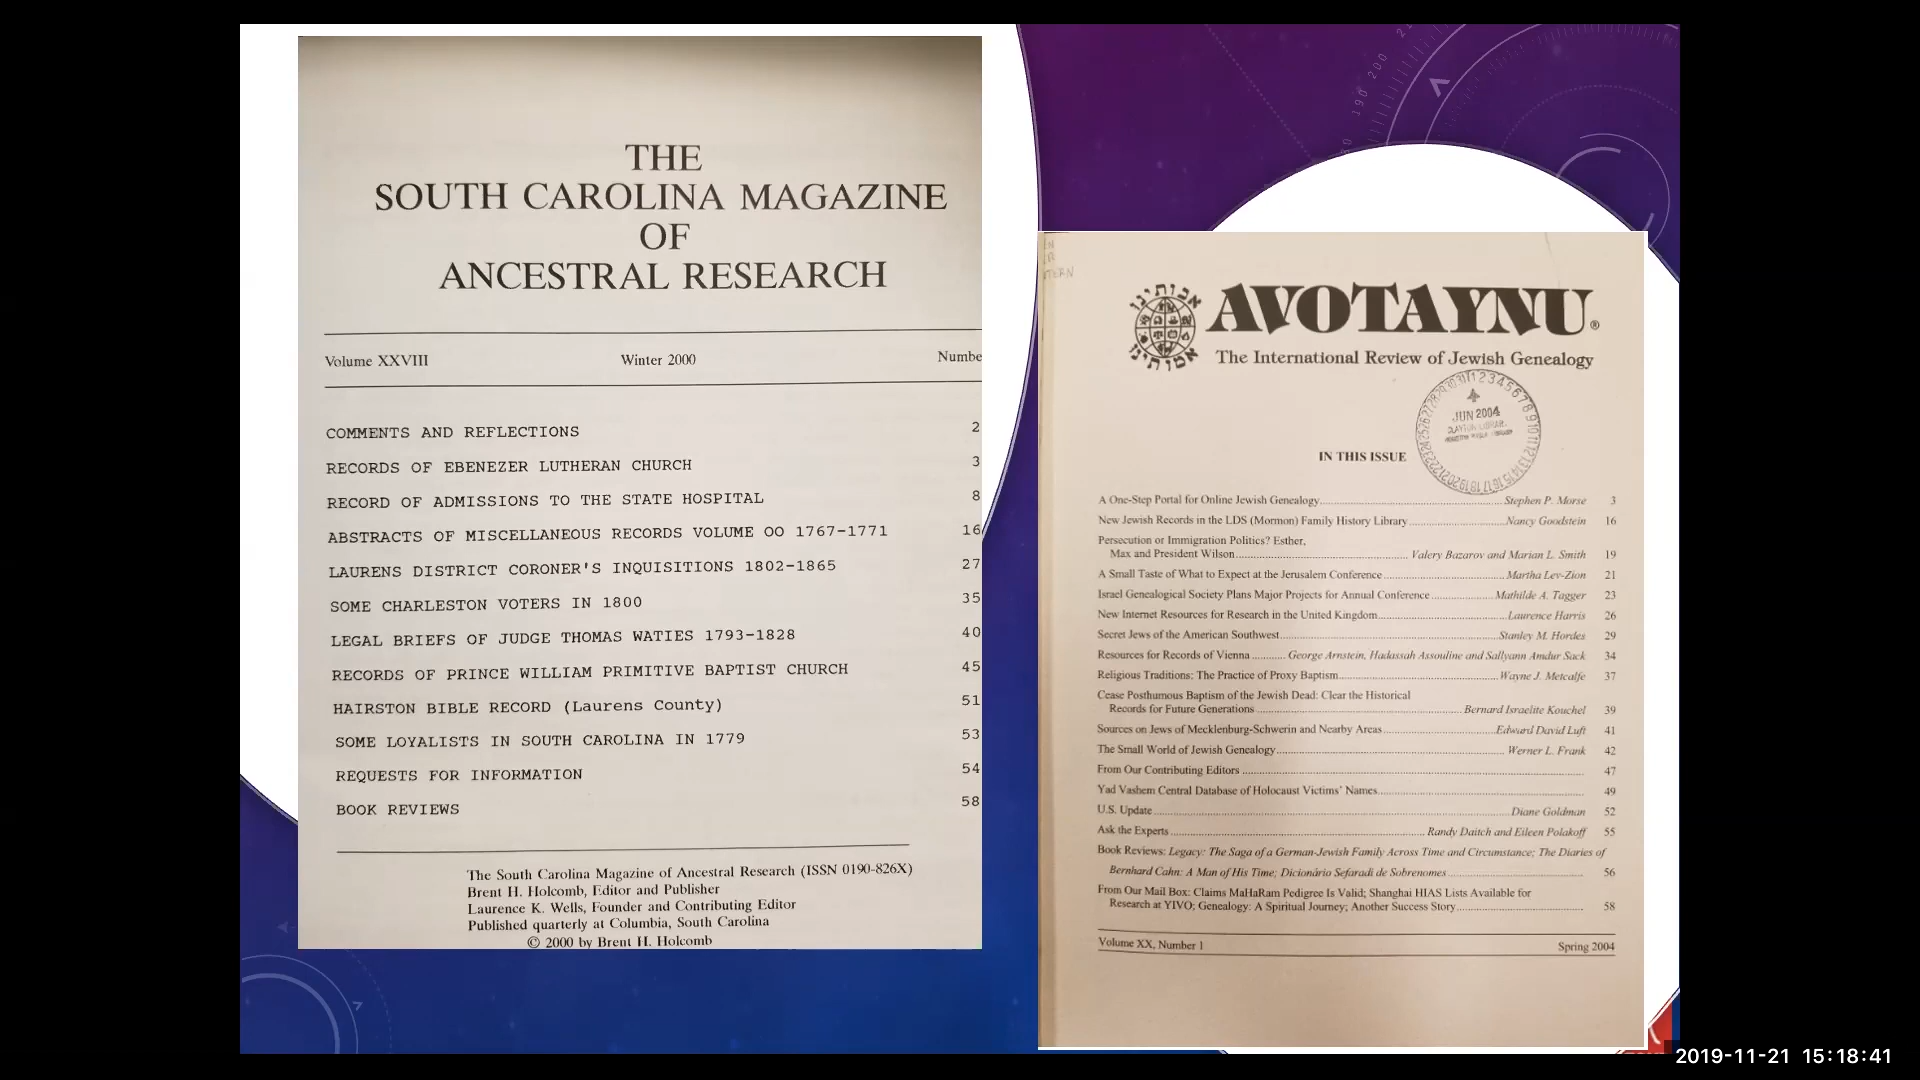 THE
SOUTH CAROLINA MAGAZINE
OF
ANCESTRAL RESEARCH
Volume XXVIII Winter 2000 Numbe
COMMENTS AND REFLECTIONS 2
RECORDS OF EBENEZER LUTHERAN CHURCH 3
RECORD OF ADMISSIONS TO THE STATE HOSPITAL 8
ABSTRACTS OF MISCELLANEOUS RECORDS VOLUME OO 1767-1771 16
LAURENS DISTRICT CORONER'S INQUISITIONS 1802-1865 27
SOME CHARLESTON VOTERS IN 1800 35
LEGAL BRIEFS OF JUDGE THOMAS WATIES 1793-1828 40
RECORDS OF PRINCE WILLIAM PRIMITIVE BAPTIST CHURCH 45
HAIRSTON BIBLE RECORD (Laurens County) 51
SOME LOYALISTS IN SOUTH CAROLINA IN 1779 53
REQUESTS FOR INFORMATION 54
BOOK REVIEWS 58
The South Carolina Magazine of Ancestral Research (ISSN 0190-826X)
Brent H. Holcomb, Editor and Publisher
Laurence K. Wells, Founder and Contributing Editor
Published quarterly at Columbia, South Carolina
© 2000 by Brent H. Holcomb
190 200
אבותינו
AVOTAYNU®
אמותינו
The International Review of Jewish Genealogy
JUN 2004
CLAYTON LIBRARY
IN THIS ISSUE
A One-Step Portal for Online Jewish Genealogy Stephen P. Morse 3
New Jewish Records in the LDS (Mormon) Family History Library Nancy Goodstein 16
Persecution or Immigration Politics? Esther,
Max and President Wilson Valery Bazarov and Marian L. Smith 19
A Small Taste of What to Expect at the Jerusalem Conference Martha Lev-Zion 21
Israel Genealogical Society Plans Major Projects for Annual Conference Mathilde A. Tagger 23
New Internet Resources for Research in the United Kingdom Laurence Harris 26
Secret Jews of the American Southwest Stanley M. Hordes 29
Resources for Records of Vienna George Arnstein, Hadassah Assouline and Sallyann Amdur Sack 34
Religious Traditions: The Practice of Proxy Baptism Wayne J. Metcalfe 37
Cease Posthumous Baptism of the Jewish Dead: Clear the Historical
Records for Future Generations Bernard Israelite Kouchel 39
Sources on Jews of Mecklenburg-Schwerin and Nearby Areas Edward David Luft 41
The Small World of Jewish Genealogy Werner L. Frank 42
From Our Contributing Editors 47
Yad Vashem Central Database of Holocaust Victims' Names 49
U.S. Update Diane Goldman 52
Ask the Experts Randy Daitch and Eileen Polakoff 55
Book Reviews: Legacy: The Saga of a German-Jewish Family Across Time and Circumstance; The Diaries of
Bernhard Cahn: A Man of His Time; Dicionário Sefaradi de Sobrenomes 56
From Our Mail Box: Claims MaHaRam Pedigree Is Valid; Shanghai HIAS Lists Available for
Research at YIVO; Genealogy: A Spiritual Journey; Another Success Story 58
Volume XX, Number 1 Spring 2004
2019-11-21 15:18:41